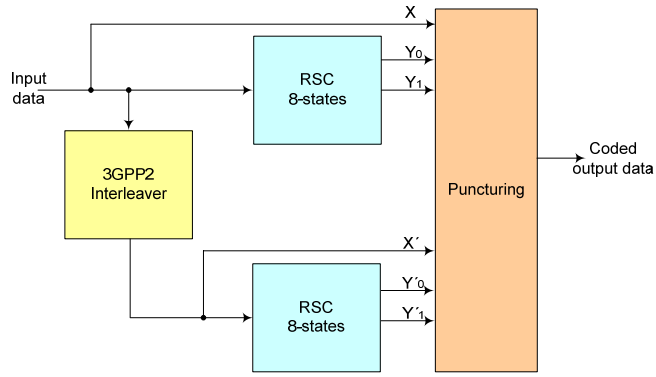 X
Y0
Y1
Input
data
RSC
8-states
3GPP2
Interleaver
Puncturing
Coded
output data
X´
Y´0
Y´1
RSC
8-states